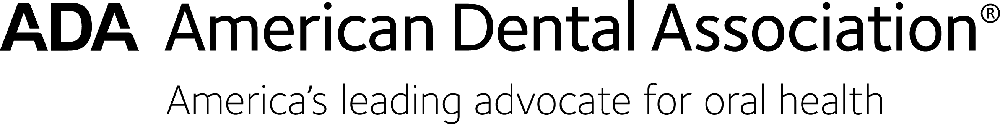 ADA American Dental Association®
America’s leading advocate for oral health